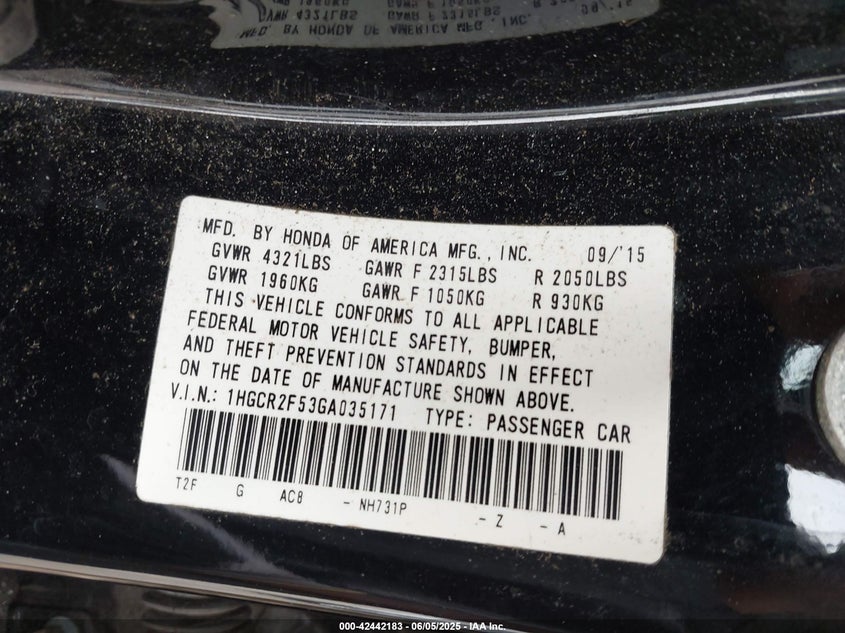 MFD. BY HONDA OF AMERICA MFG., INC. 09/'15
GVWR 4321LBS GAWR F 2315LBS R 2050LBS
GVWR 1960KG GAWR F 1050KG R 930KG
THIS VEHICLE CONFORMS TO ALL APPLICABLE
FEDERAL MOTOR VEHICLE SAFETY, BUMPER,
AND THEFT PREVENTION STANDARDS IN EFFECT
ON THE DATE OF MANUFACTURE SHOWN ABOVE.
V.I.N.: 1HGCR2F53GA035171 TYPE: PASSENGER CAR
T2F G AC8 - NH731P - Z - A
000-42442183 - 06/05/2025 - IAA Inc.